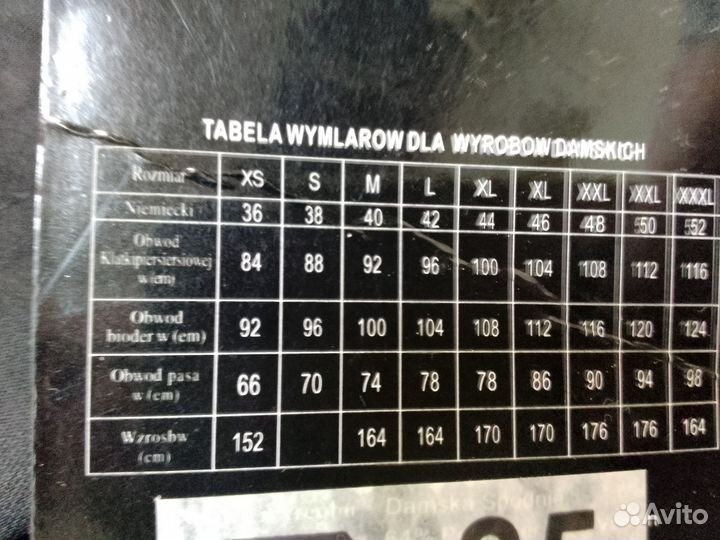 TABELA WYMLAROW DLA WYROBOW DAMSKICH
Rozmiar XS S M L XL XL XXL XXL XXXL
Niemiecki 36 38 40 42 44 46 48 50 52
Obwod
Klatkipiersiersiowej
w(em) 84 88 92 96 100 104 108 112 116
Obwod
bioder w (cm) 92 96 100 104 108 112 116 120 124
Obwod pasa
w (cm) 66 70 74 78 78 86 90 94 98
Wzrosbw
(cm) 152 164 164 170 170 176 176 164
Damska
Avito